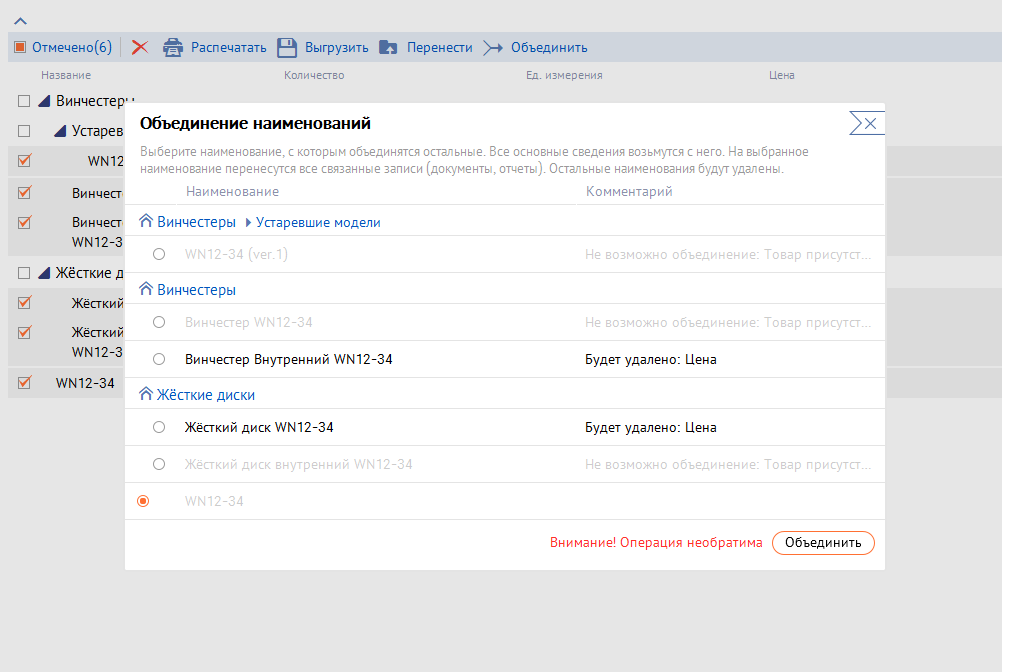 Отмечено(6) Распечатать Выгрузить Перенести Объединить
Название Количество Ед. измерения Цена
Винчестеры
Объединение наименований
Устарев
Выберите наименование, с которым объединятся остальные. Все основные сведения возьмутся с него. На выбранное
WN12
наименование перенесутся все связанные записи (документы, отчеты). Остальные наименования будут удалены.
Наименование Комментарий
Винчест
Винчестеры Устаревшие модели
Винчест
WN12-3
WN12-34 (ver.1) Не возможно объединение: Товар присутст...
Жёсткие д
Винчестеры
Жёсткий
Винчестер WN12-34 Не возможно объединение: Товар присутст...
Жёсткий
WN12-3
Винчестер Внутренний WN12-34 Будет удалено: Цена
WN12-34
Жёсткие диски
Жёсткий диск WN12-34 Будет удалено: Цена
Жёсткий диск внутренний WN12-34 Не возможно объединение: Товар присутст...
WN12-34
Внимание! Операция необратима Объединить